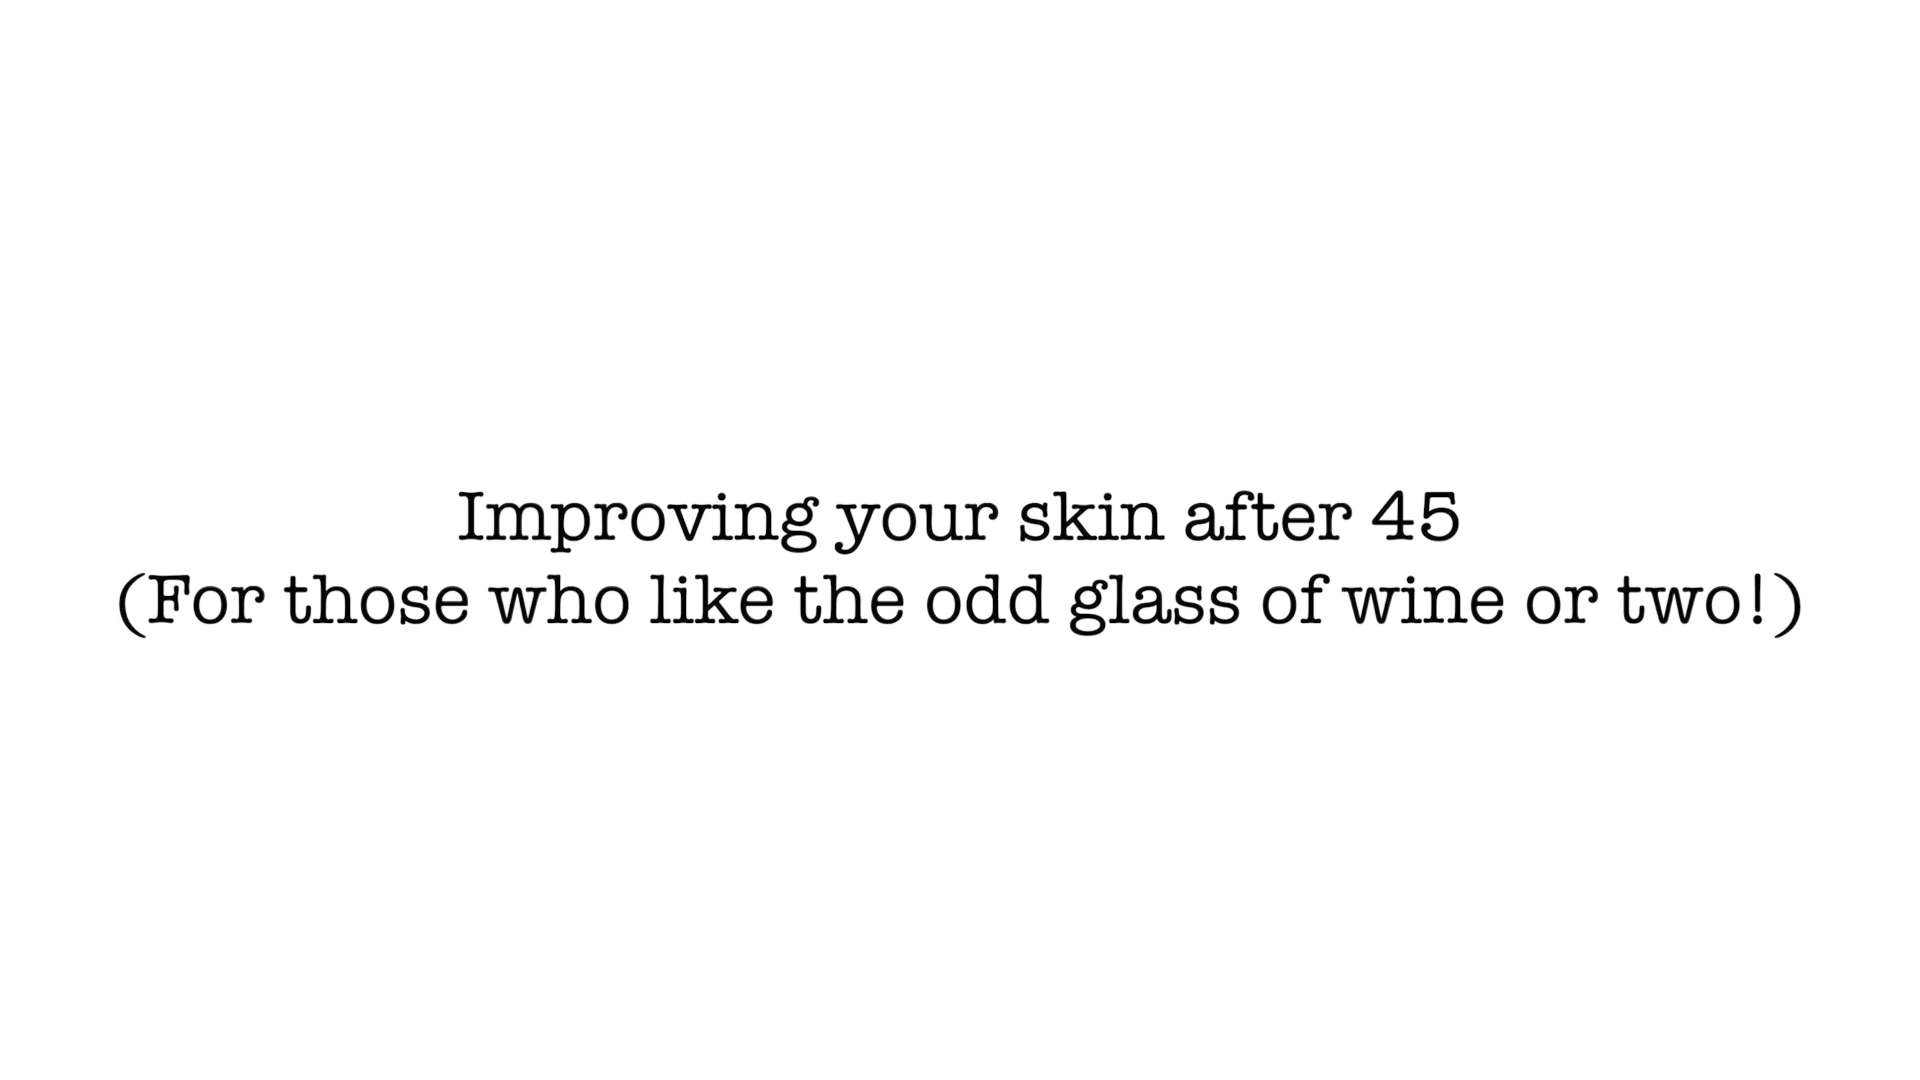 Improving your skin after 45
(For those who like the odd glass of wine or two!)